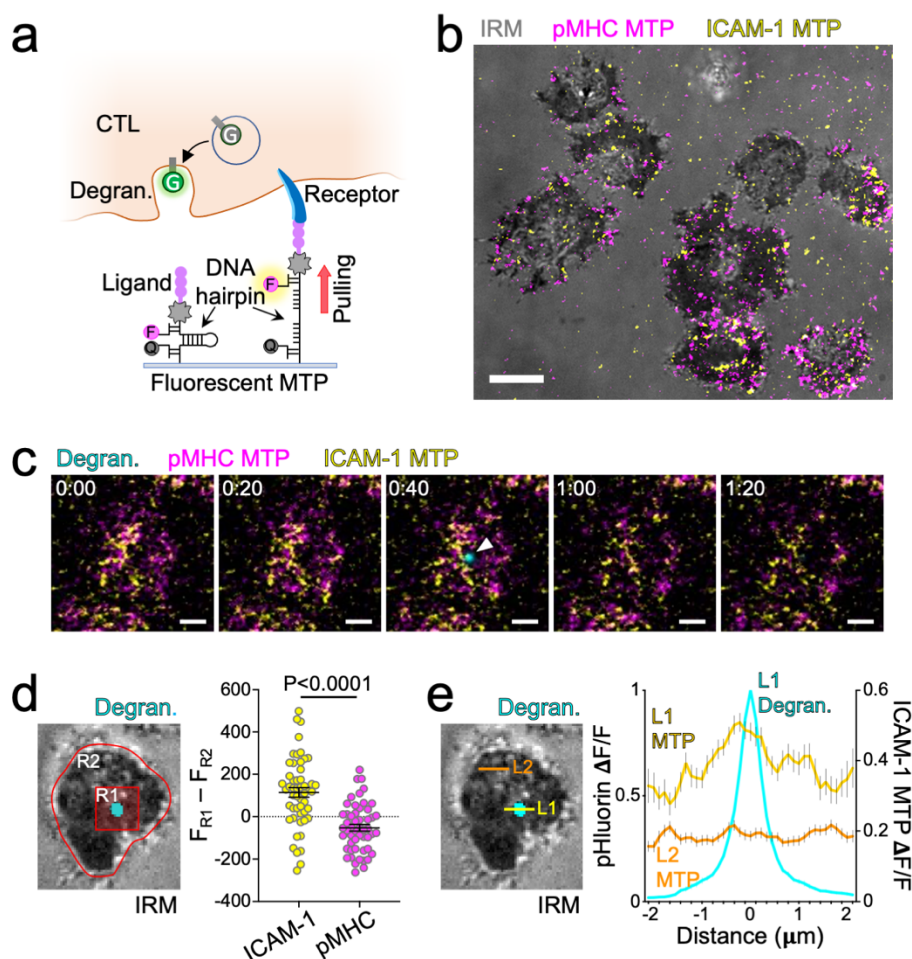 a
CTL
G
Degran.
G
Receptor
Ligand
DNA
hairpin
F
F
Pulling
Q
Q
Fluorescent MTP
b
IRM pMHC MTP ICAM-1 MTP
c
Degran. pMHC MTP ICAM-1 MTP
0:00 0:20 0:40 1:00 1:20
d
Degran.
R2
R1
IRM
P<0.0001
600
400
200
0
-200
-400
F_R1 – F_R2
ICAM-1
pMHC
e
Degran.
L2
L1
IRM
L1
Degran.
L1
MTP
L2
MTP
pHluorin ΔF/F
1
0.5
0
0.6
0.4
0.2
0
ICAM-1 MTP ΔF/F
-2 -1 0 1 2
Distance (μm)